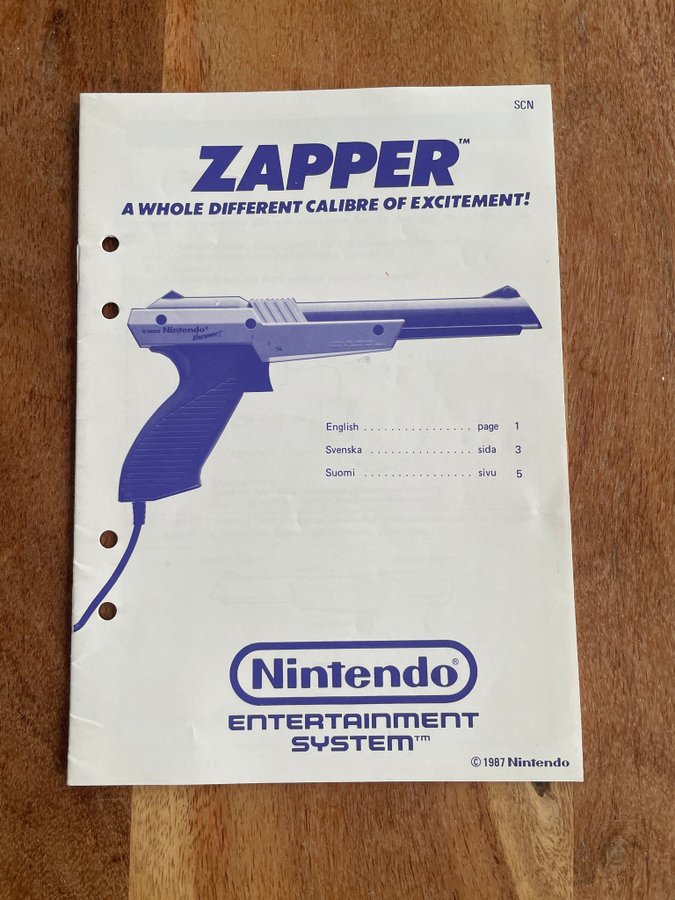 SCN
ZAPPER™
A WHOLE DIFFERENT CALIBRE OF EXCITEMENT!
Nintendo®
Zapper
English . . . . . . . . . . . . . . . . page 1
Svenska . . . . . . . . . . . . . . . . sida 3
Suomi . . . . . . . . . . . . . . . . sivu 5
Nintendo®
ENTERTAINMENT
SYSTEM™
© 1987 Nintendo